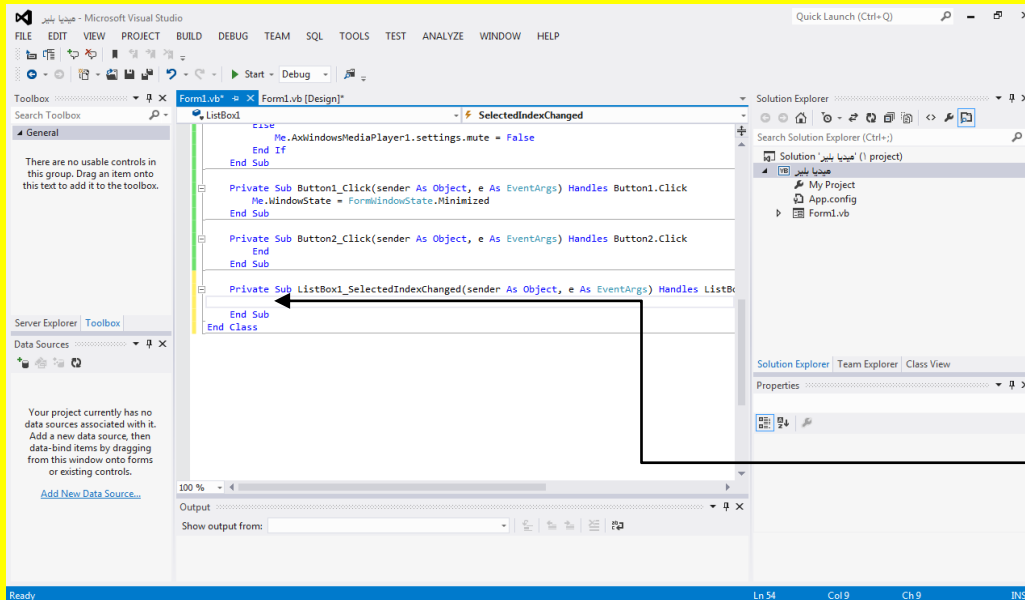 ميديا بليز - Microsoft Visual Studio
Quick Launch (Ctrl+Q)
FILE EDIT VIEW PROJECT BUILD DEBUG TEAM SQL TOOLS TEST ANALYZE WINDOW HELP
Start Debug
Toolbox
Search Toolbox
General
There are no usable controls in
this group. Drag an item onto
this text to add it to the toolbox.
Server Explorer Toolbox
Data Sources
Your project currently has no
data sources associated with it.
Add a new data source, then
data-bind items by dragging
from this window onto forms
or existing controls.
Add New Data Source...
Form1.vb* Form1.vb [Design]*
ListBox1 SelectedIndexChanged
Else
Me.AxWindowsMediaPlayer1.settings.mute = False
End If
End Sub
Private Sub Button1_Click(sender As Object, e As EventArgs) Handles Button1.Click
Me.WindowState = FormWindowState.Minimized
End Sub
Private Sub Button2_Click(sender As Object, e As EventArgs) Handles Button2.Click
End
End Sub
Private Sub ListBox1_SelectedIndexChanged(sender As Object, e As EventArgs) Handles ListBo
End Sub
End Class
100 %
Output
Show output from:
Solution Explorer
Search Solution Explorer (Ctrl+;)
Solution 'ميديا بليز' (١ project)
VB ميديا بليز
My Project
App.config
Form1.vb
Solution Explorer Team Explorer Class View
Properties
Ready Ln 54 Col 9 Ch 9 INS